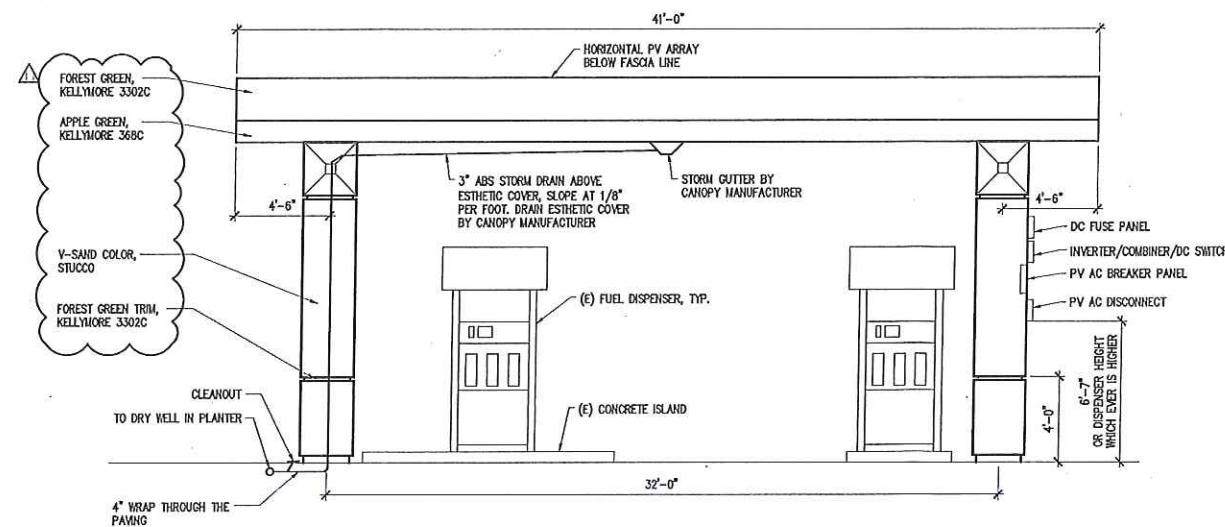 41'-0"
HORIZONTAL PV ARRAY
BELOW FASCIA LINE
FOREST GREEN,
KELLYMORE 3302C
APPLE GREEN,
KELLYMORE 368C
3" ABS STORM DRAIN ABOVE
ESTHETIC COVER, SLOPE AT 1/8"
PER FOOT. DRAIN ESTHETIC COVER
BY CANOPY MANUFACTURER
STORM GUTTER BY
CANOPY MANUFACTURER
4'-6"
4'-6"
DC FUSE PANEL
INVERTER/COMBINER/DC SWITCH
PV AC BREAKER PANEL
PV AC DISCONNECT
V-SAND COLOR,
STUCCO
(E) FUEL DISPENSER, TYP.
FOREST GREEN TRIM,
KELLYMORE 3302C
CLEANOUT
TO DRY WELL IN PLANTER
(E) CONCRETE ISLAND
4'-0"
6'-7"
OR DISPENSER HEIGHT
WHICH EVER IS HIGHER
32'-0"
4" WRAP THROUGH THE
PAVING